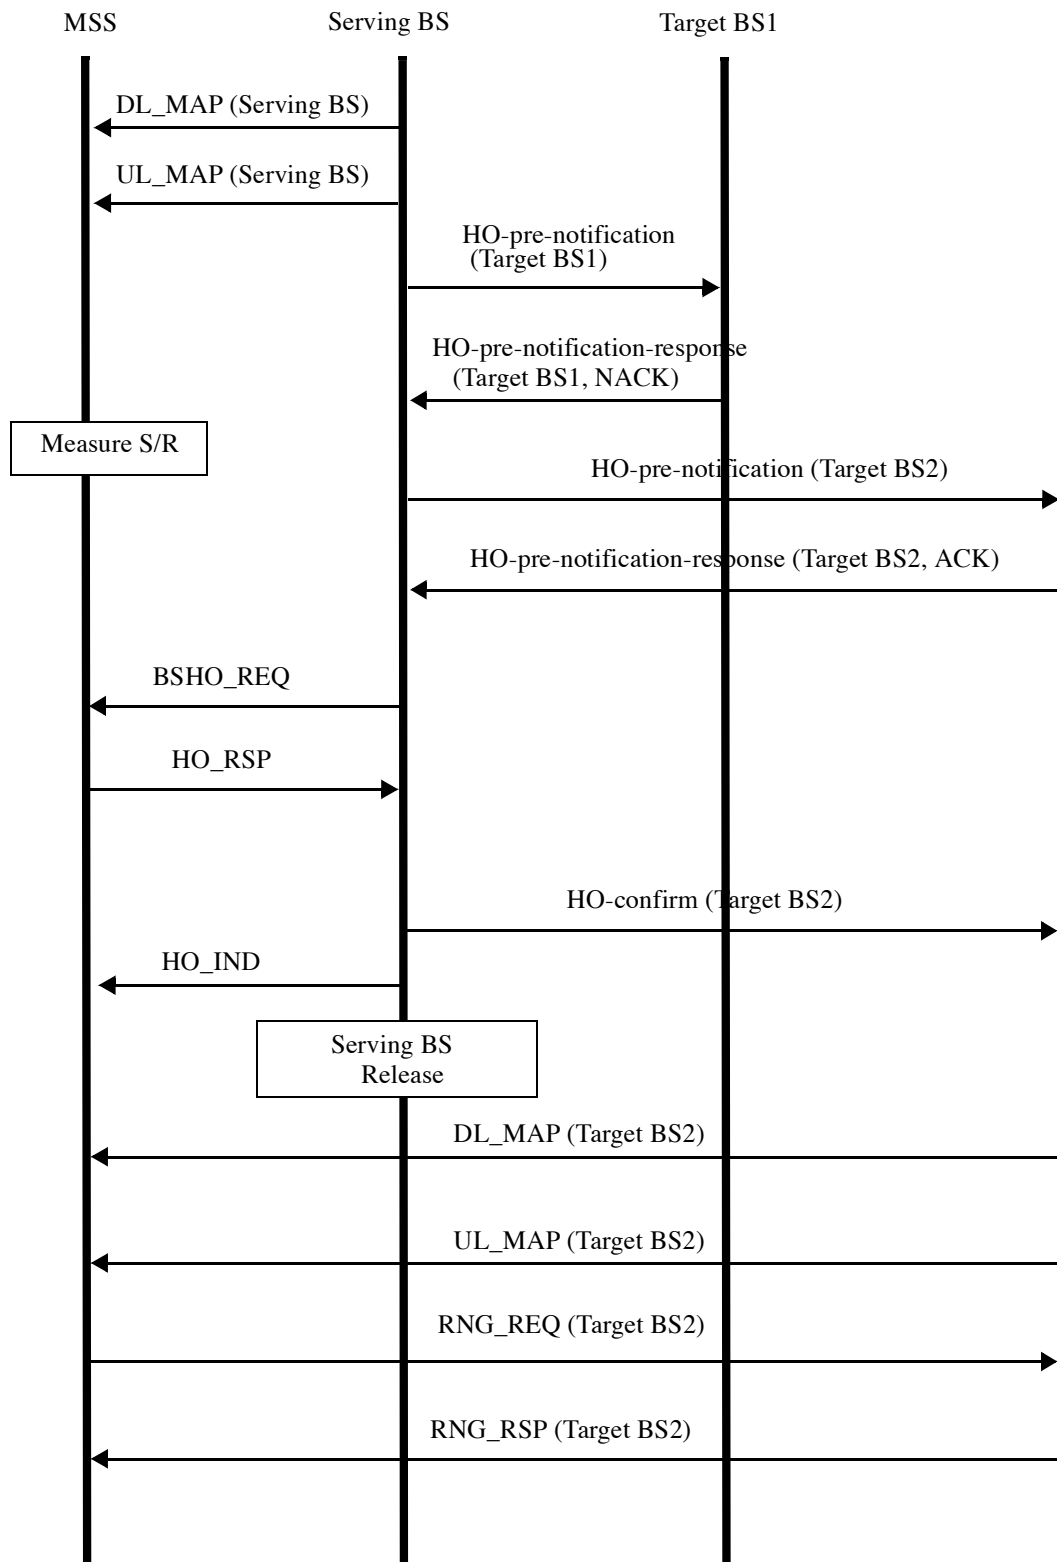 MSS
Serving BS
Target BS1
DL_MAP (Serving BS)
UL_MAP (Serving BS)
HO-pre-notification
(Target BS1)
HO-pre-notification-response
(Target BS1, NACK)
Measure S/R
HO-pre-notification (Target BS2)
HO-pre-notification-response (Target BS2, ACK)
BSHO_REQ
HO_RSP
HO-confirm (Target BS2)
HO_IND
Serving BS
Release
DL_MAP (Target BS2)
UL_MAP (Target BS2)
RNG_REQ (Target BS2)
RNG_RSP (Target BS2)